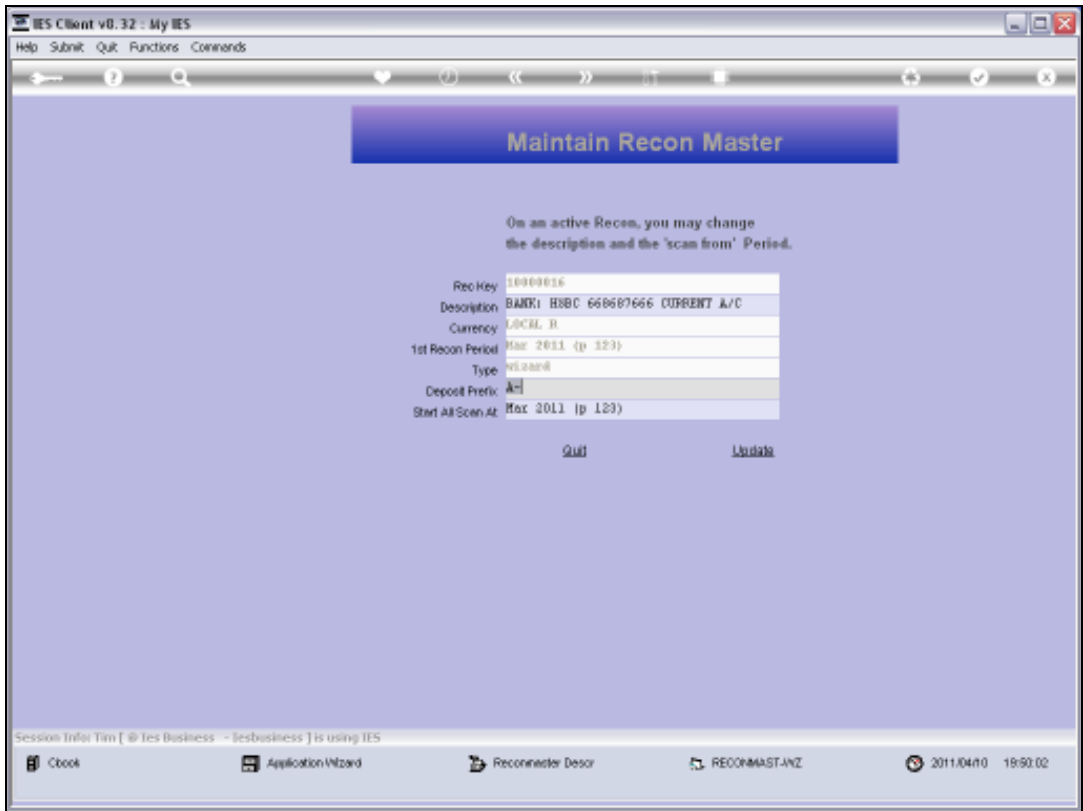 IES Client v8.32 : My IES
Help Submit Quit Functions Commands
Maintain Recon Master
On an active Recon, you may change
the description and the 'scan from' Period.
Rec Key 10000016
Description BANK: HSBC 668687666 CURRENT A/C
Currency LOCAL R
1st Recon Period Mar 2011 (p 123)
Type wizard
Deposit Prefix A-
Start All Scan At Mar 2011 (p 123)
Quit Update
Session Info: Tim [ @ Ies Business - Iesbusiness ] is using IES
Cbook Application Wizard Reconmaster Descr RECONMAST-WZ 2011/04/10 19:50:02